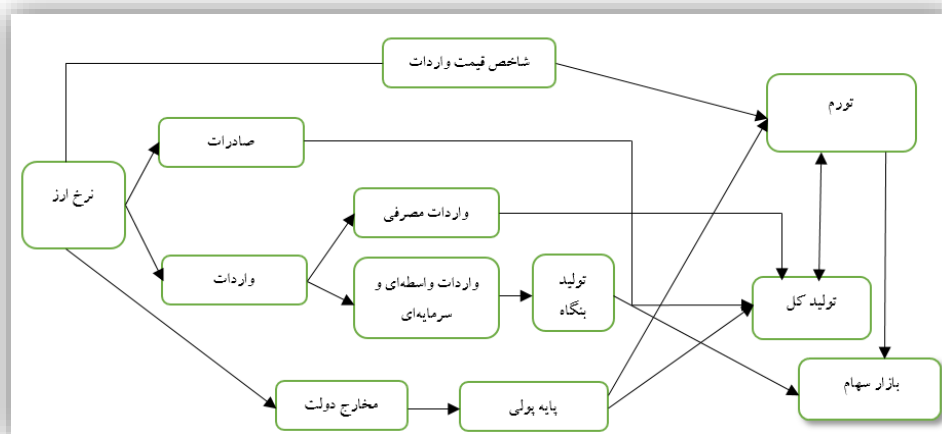 شاخص قیمت واردات
تورم
صادرات
نرخ ارز
واردات مصرفی
واردات
واردات واسطه‌ای و
سرمایه‌ای
تولید
بنگاه
تولید کل
بازار سهام
مخارج دولت
پایه پولی